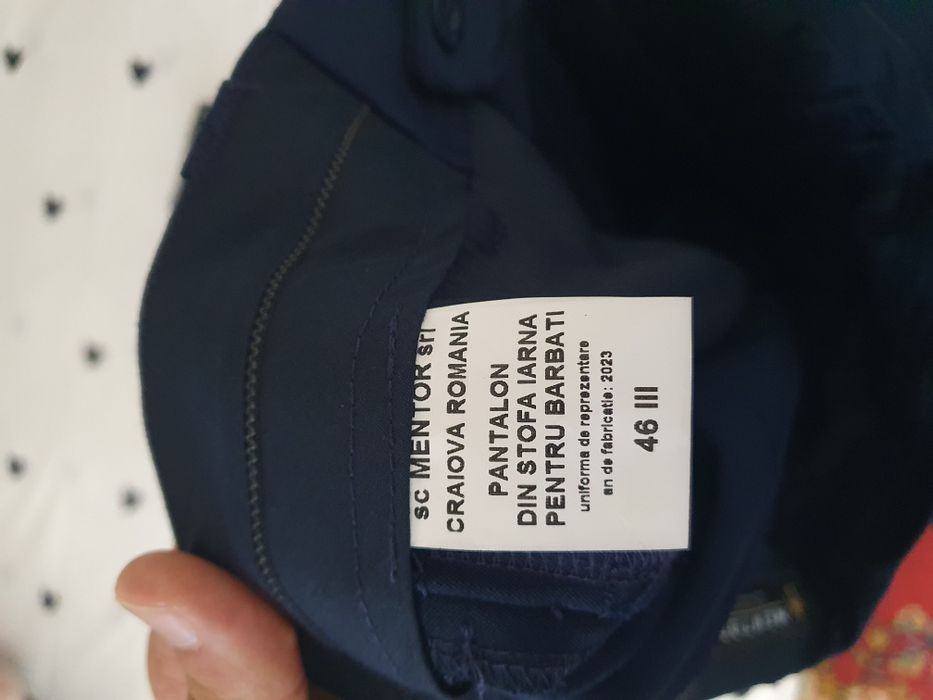 sc MENTOR srl
CRAIOVA ROMANIA
PANTALON
DIN STOFA IARNA
PENTRU BARBATI
uniforma de reprezentare
an de fabricatie: 2023
46 III